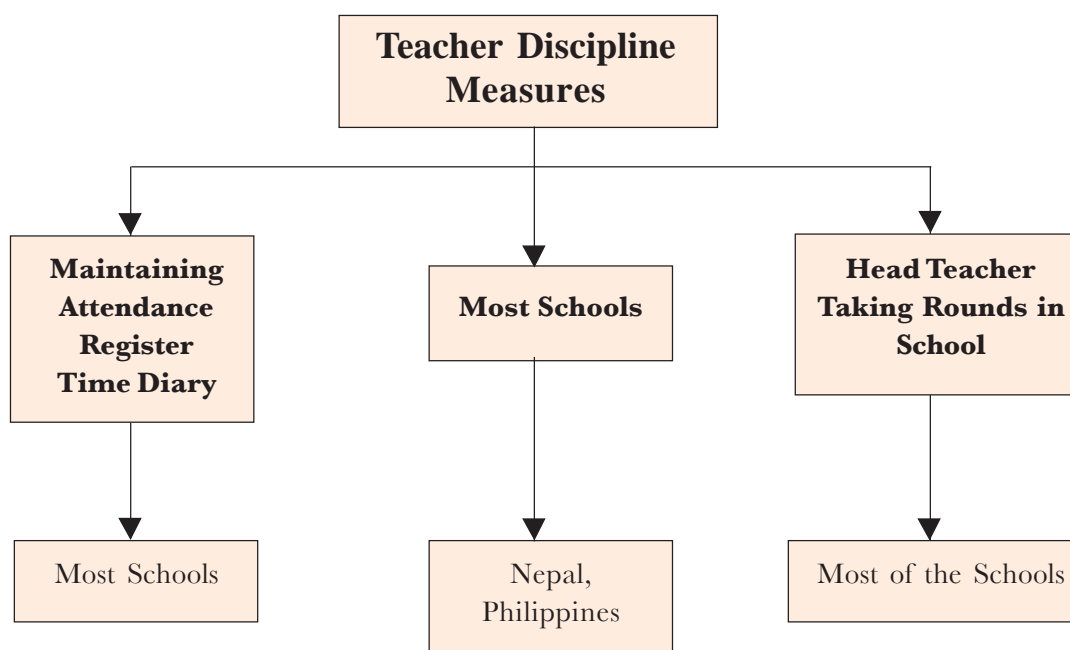 Teacher Discipline
Measures
Maintaining
Attendance
Register
Time Diary
Most Schools
Head Teacher
Taking Rounds in
School
Most Schools
Nepal,
Philippines
Most of the Schools